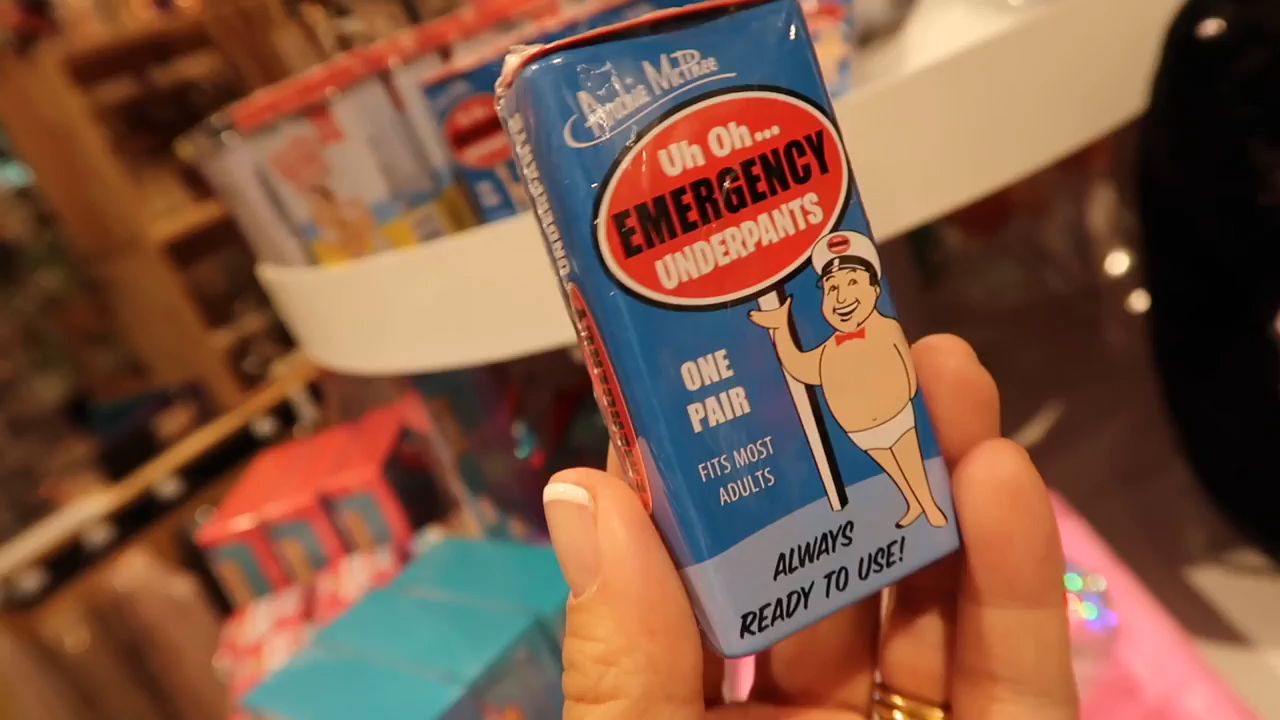 Archie McPhee
Uh Oh...
EMERGENCY
UNDERPANTS
ONE
PAIR
FITS MOST
ADULTS
ALWAYS
READY TO USE!